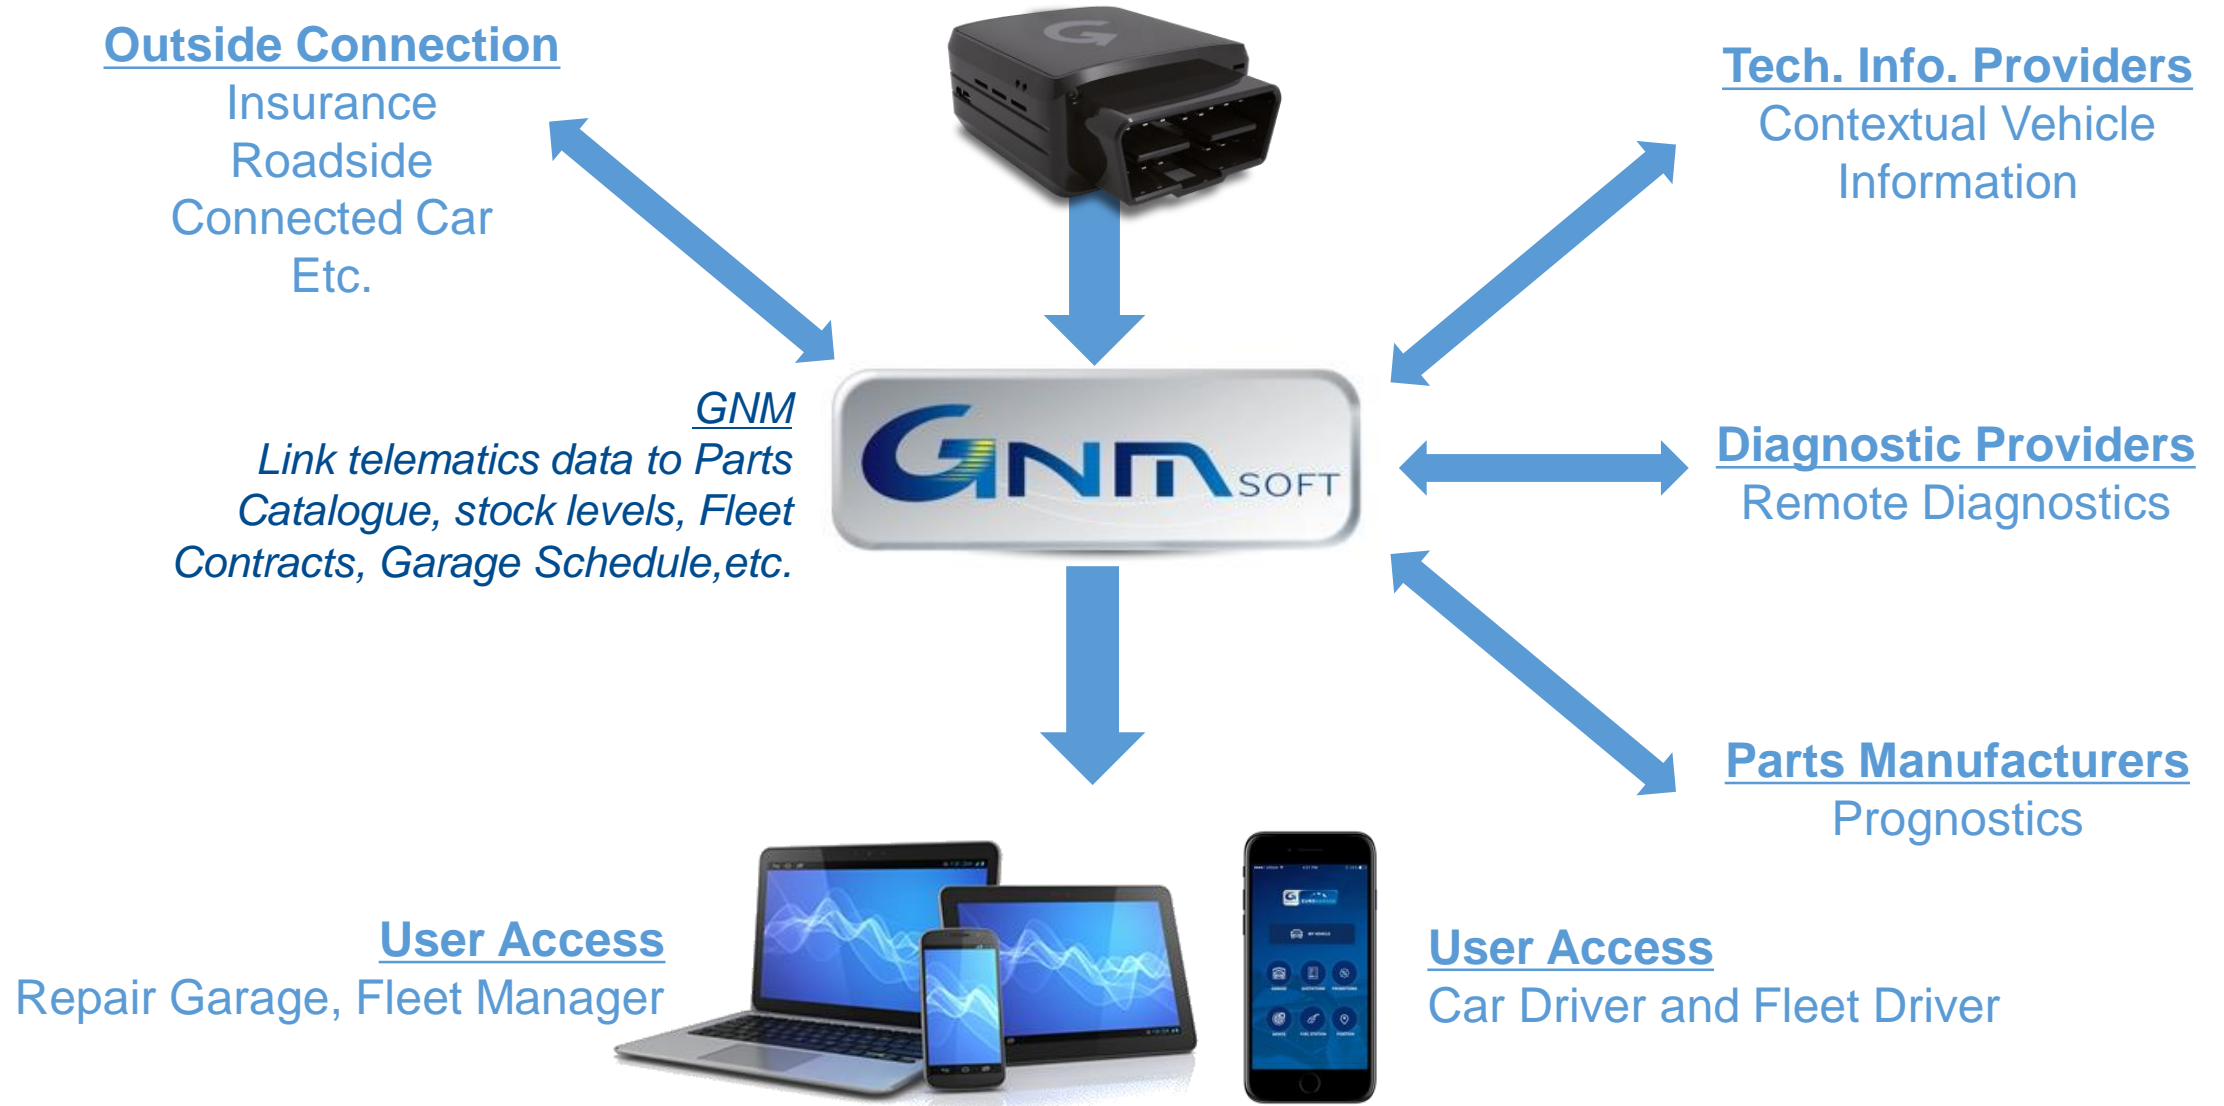 Outside Connection
Insurance
Roadside
Connected Car
Etc.
Tech. Info. Providers
Contextual Vehicle
Information
GNM
Link telematics data to Parts
Catalogue, stock levels, Fleet
Contracts, Garage Schedule,etc.
GNm
SOFT
Diagnostic Providers
Remote Diagnostics
Parts Manufacturers
Prognostics
User Access
Repair Garage, Fleet Manager
MY VEHICLE
User Access
Car Driver and Fleet Driver